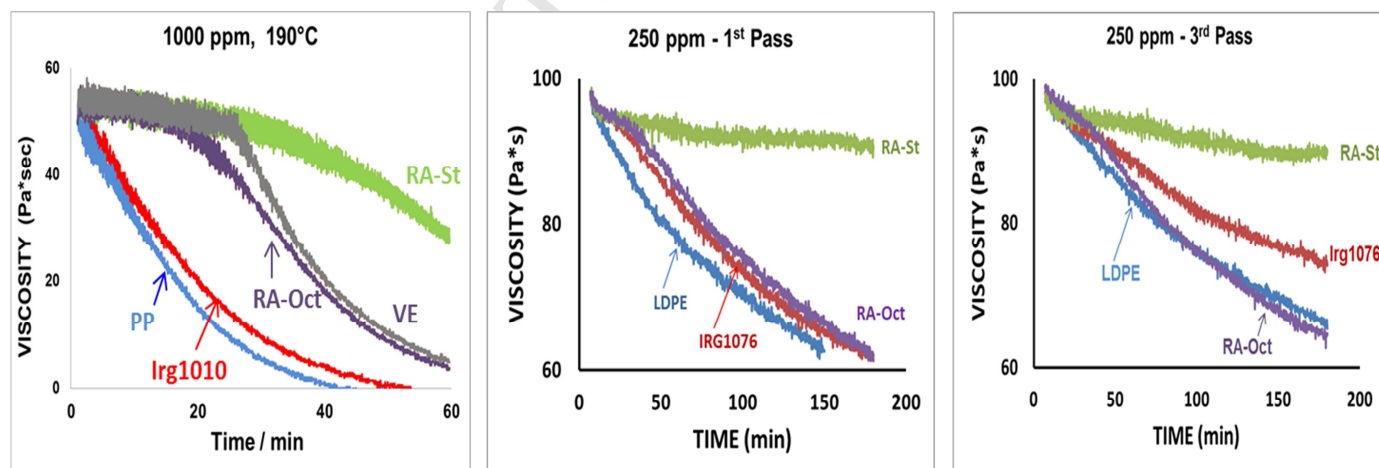 1000 ppm, 190°C
VISCOSITY (Pa*sec)
60
40
20
0
0
20
40
60
Time / min
RA-St
RA-Oct
VE
PP
Irg1010
250 ppm - 1st Pass
VISCOSITY (Pa*s)
100
80
60
0
50
100
150
200
TIME (min)
RA-St
LDPE
IRG1076
RA-Oct
250 ppm - 3rd Pass
VISCOSITY (Pa*s)
100
80
60
0
50
100
150
200
TIME (min)
RA-St
Irg1076
LDPE
RA-Oct